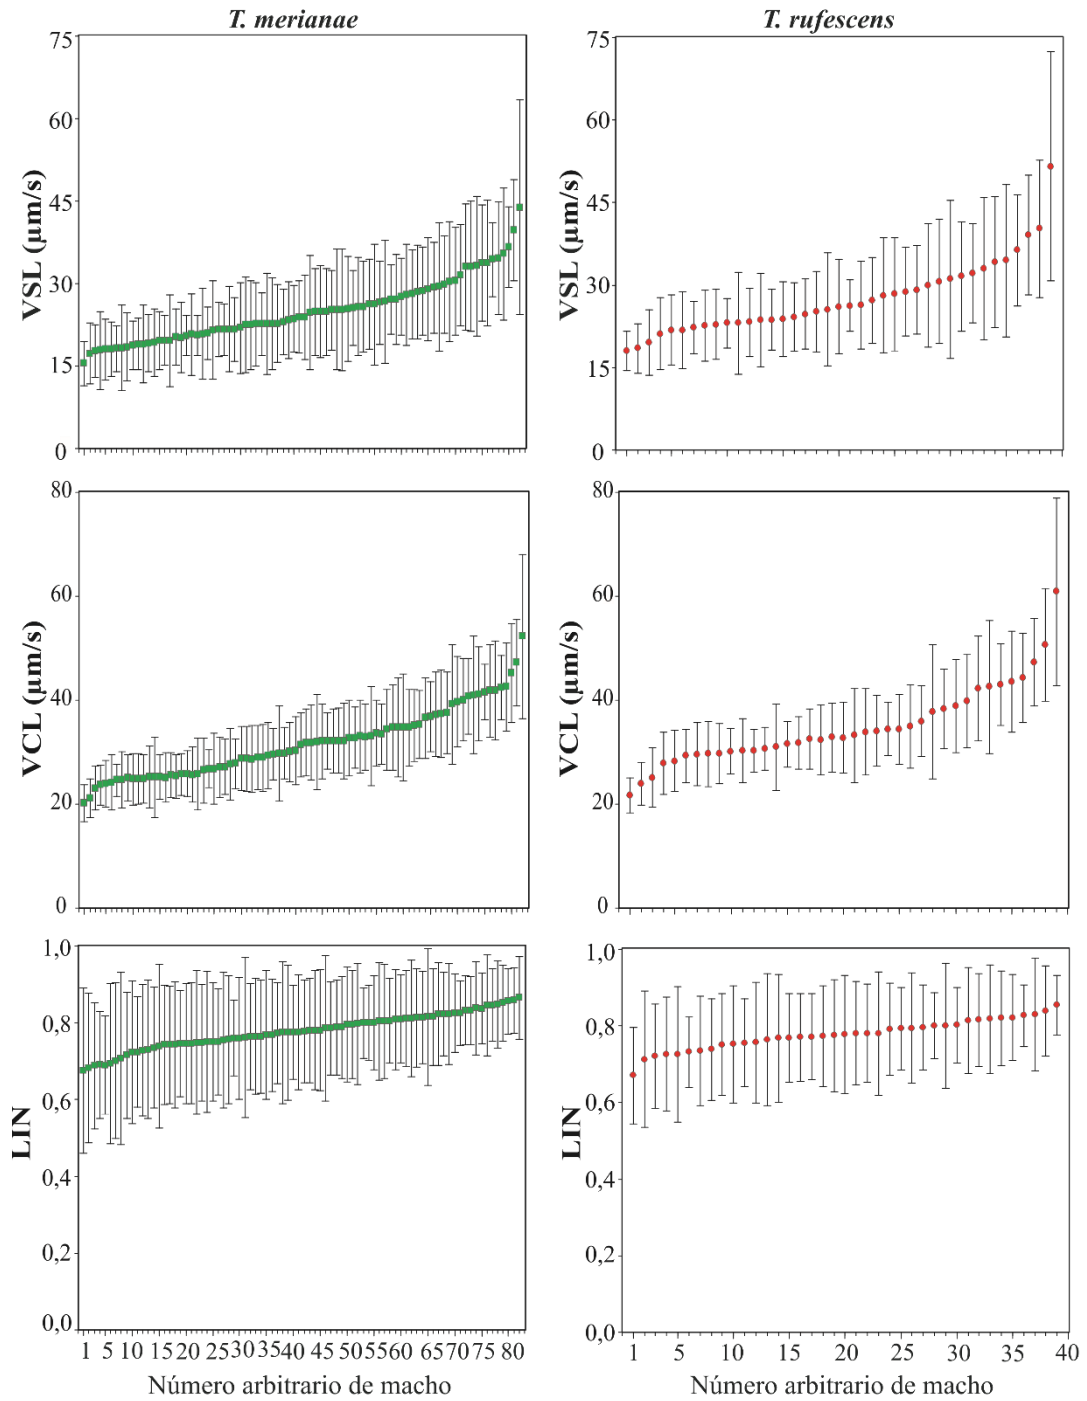 T. merianae
T. rufescens
75
60
45
30
15
0
VSL (µm/s)
75
60
45
30
15
0
VSL (µm/s)
80
60
40
20
0
VCL (µm/s)
80
60
40
20
0
VCL (µm/s)
1,0
0,8
0,6
0,4
0,2
0,0
LIN
1 5 10 15 20 25 30 35 40 45 50 55 60 65 70 75 80
Número arbitrario de macho
1,0
0,8
0,6
0,4
0,2
0,0
LIN
1 5 10 15 20 25 30 35 40
Número arbitrario de macho